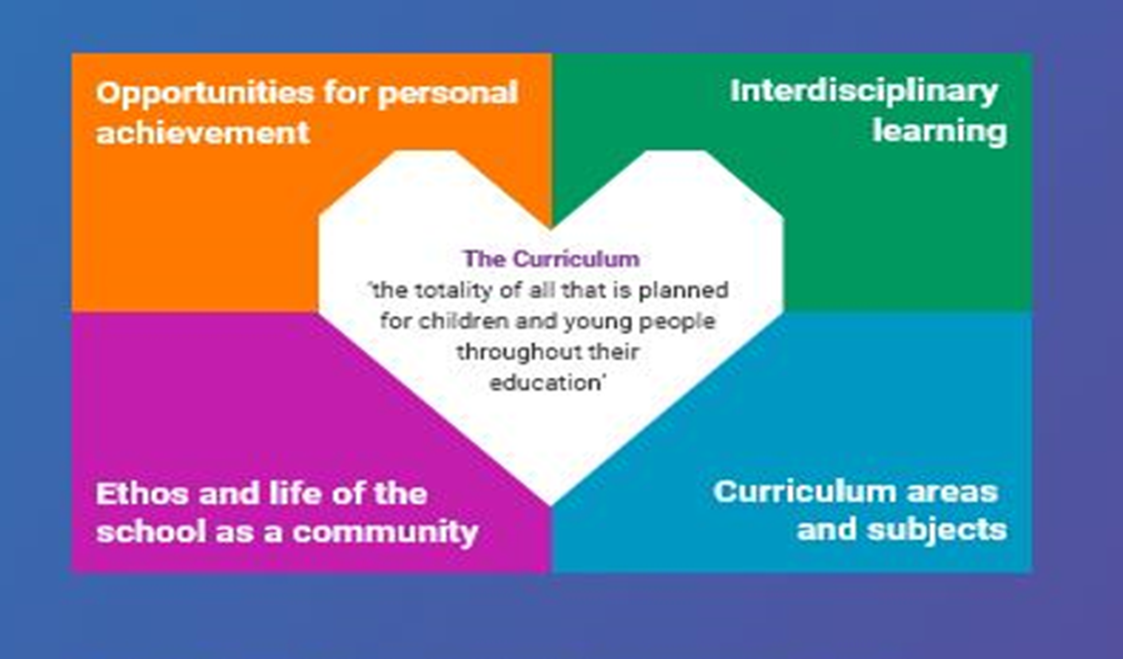 Opportunities for personal
achievement
Interdisciplinary
learning
The Curriculum
‘the totality of all that is planned
for children and young people
throughout their
education’
Ethos and life of the
school as a community
Curriculum areas
and subjects